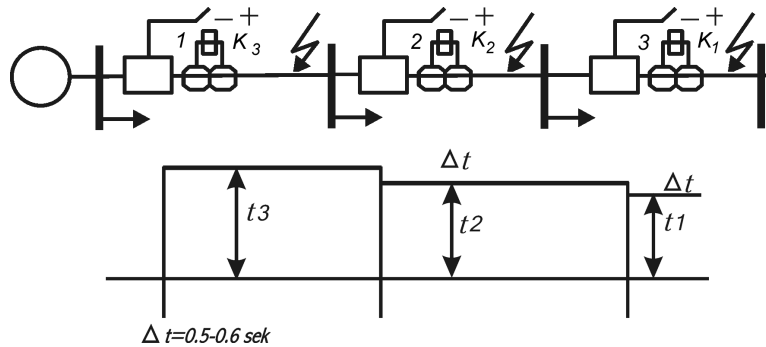 1 – + K3
2 – + K2
3 – + K1
Δt
Δt
t3
t2
t1
Δ t=0.5-0.6 sek